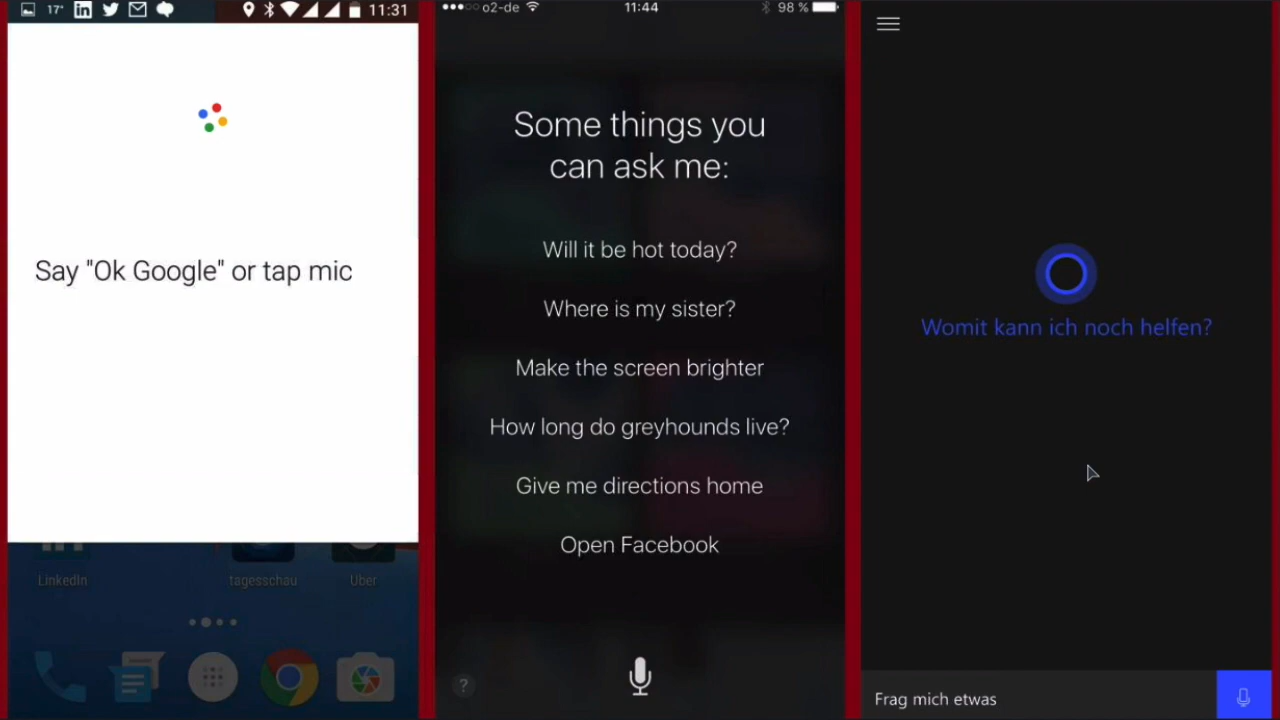 17°
11:31
Say "Ok Google" or tap mic
LinkedIn
tagesschau
Uber
o2-de
11:44
98 %
Some things you
can ask me:
Will it be hot today?
Where is my sister?
Make the screen brighter
How long do greyhounds live?
Give me directions home
Open Facebook
?
Womit kann ich noch helfen?
Frag mich etwas